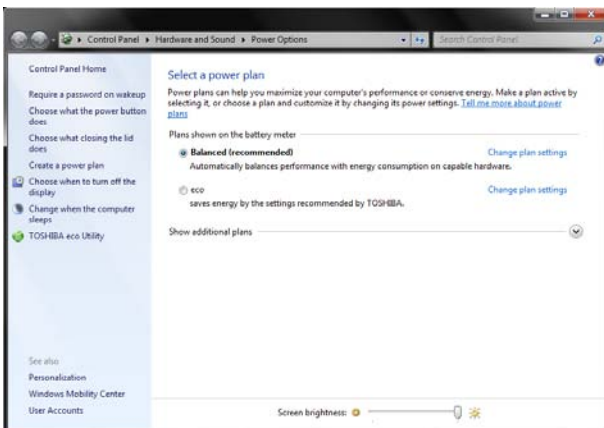 Control Panel ▸ Hardware and Sound ▸ Power Options
Search Control Panel
Control Panel Home
Require a password on wakeup
Choose what the power button
does
Choose what closing the lid
does
Create a power plan
Choose when to turn off the
display
Change when the computer
sleeps
TOSHIBA eco Utility
See also
Personalization
Windows Mobility Center
User Accounts
Select a power plan
Power plans can help you maximize your computer's performance or conserve energy. Make a plan active by
selecting it, or choose a plan and customize it by changing its power settings. Tell me more about power
plans
Plans shown on the battery meter
Balanced (recommended) Change plan settings
Automatically balances performance with energy consumption on capable hardware.
eco Change plan settings
saves energy by the settings recommended by TOSHIBA.
Show additional plans
Screen brightness: